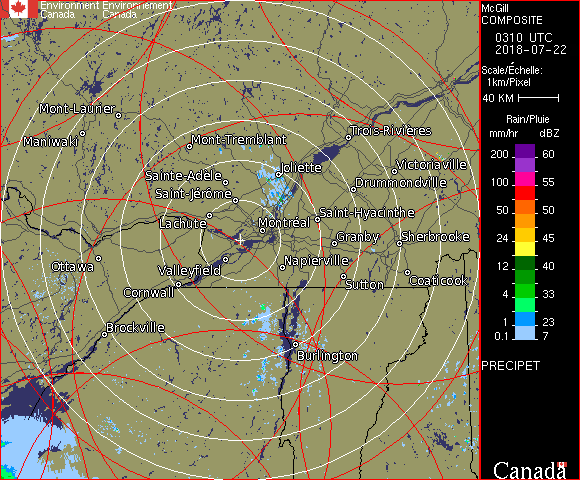 Environment Environnement
Canada Canada
McGill
COMPOSITE
0310 UTC
2018-07-22
Scale/Échelle:
1km/Pixel
40 KM
Rain/Pluie
mm/hr dBZ
200 60
100 55
50 50
24 45
12 40
4 33
1 23
0.1 7
PRECIPET
Canada
Mont-Laurier
Maniwaki
Mont-Tremblant
Trois-Rivières
Sainte-Adèle
Joliette
Victoriaville
Saint-Jérôme
Drummondville
Lachute
Montréal
Saint-Hyacinthe
Granby
Sherbrooke
Ottawa
Valleyfield
Napierville
Cornwall
Sutton
Coaticook
Brockville
Burlington